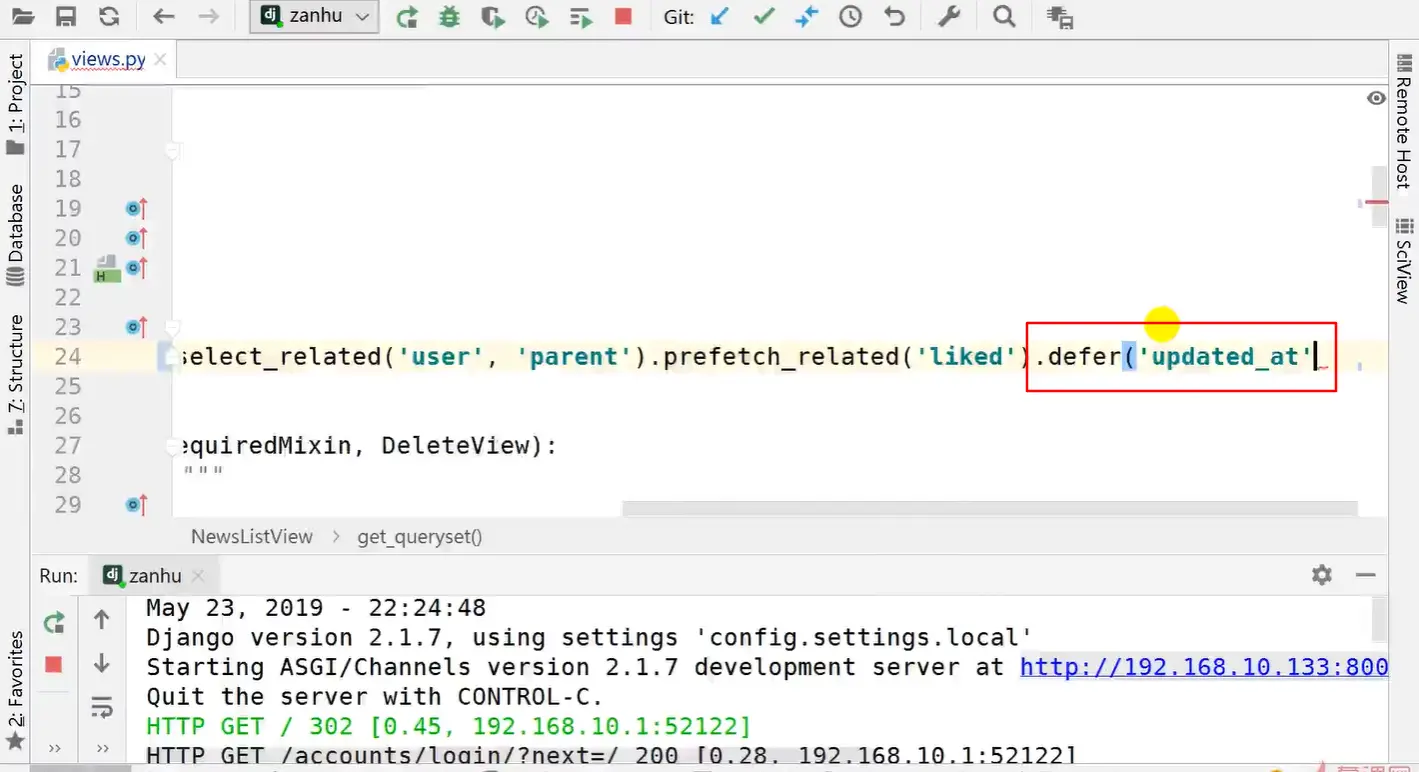 zanhu
Git:
views.py
1: Project
Database
7: Structure
2: Favorites
Remote Host
SciView
15
16
17
18
19
20
21
H
22
23
24 select_related('user', 'parent').prefetch_related('liked').defer('updated_at'
25
26
27 equiredMixin, DeleteView):
28 """
29
NewsListView > get_queryset()
Run: dj zanhu
May 23, 2019 - 22:24:48
Django version 2.1.7, using settings 'config.settings.local'
Starting ASGI/Channels version 2.1.7 development server at http://192.168.10.133:800
Quit the server with CONTROL-C.
HTTP GET / 302 [0.45, 192.168.10.1:52122]
HTTP GET /accounts/login/?next=/ 200 [0.28, 192.168.10.1:52122]